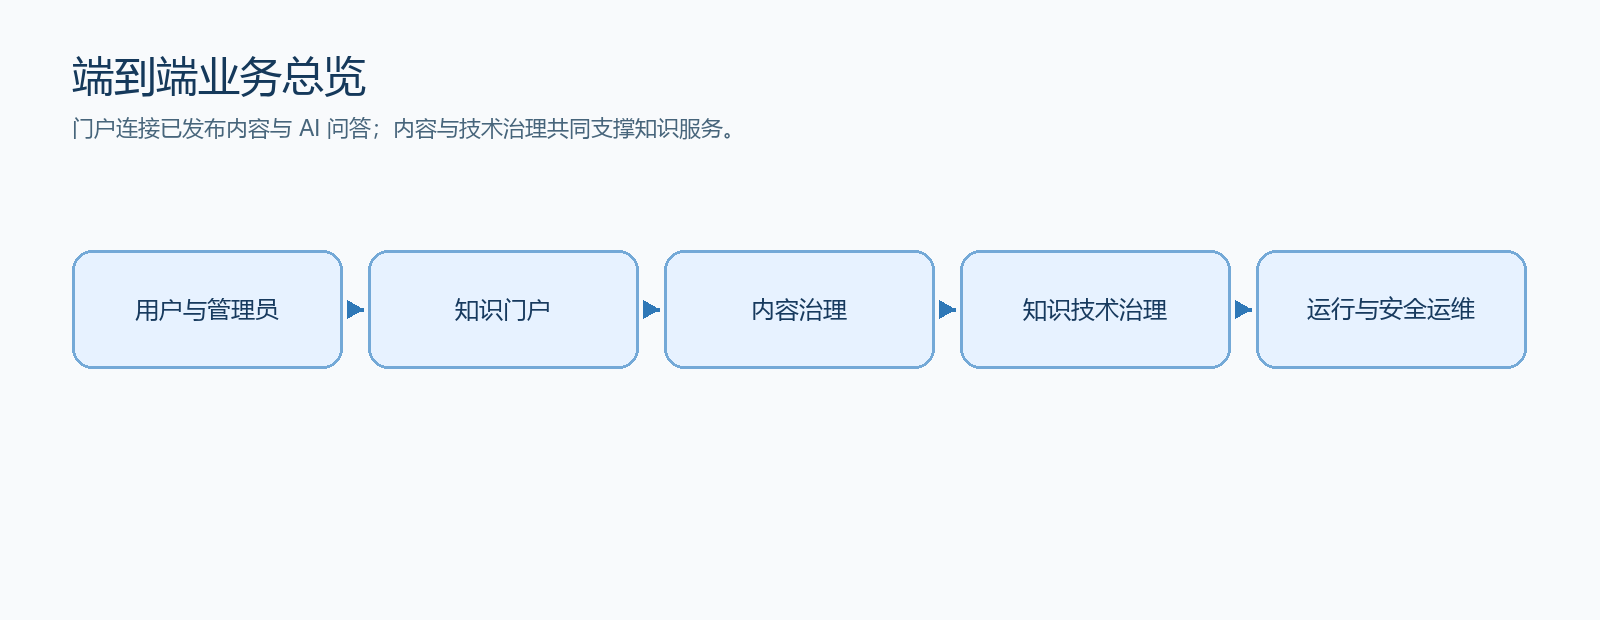 端到端业务总览
门户连接已发布内容与 AI 问答；内容与技术治理共同支撑知识服务。
用户与管理员
知识门户
内容治理
知识技术治理
运行与安全运维